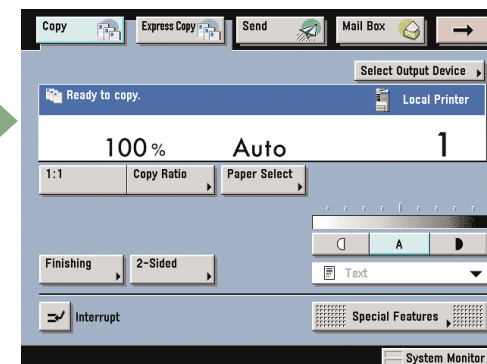 Copy
Express Copy
Send
Mail Box
Select Output Device
Ready to copy.
Local Printer
100 %
Auto
1
1:1
Copy Ratio
Paper Select
A
Finishing
2-Sided
Text
Interrupt
Special Features
System Monitor